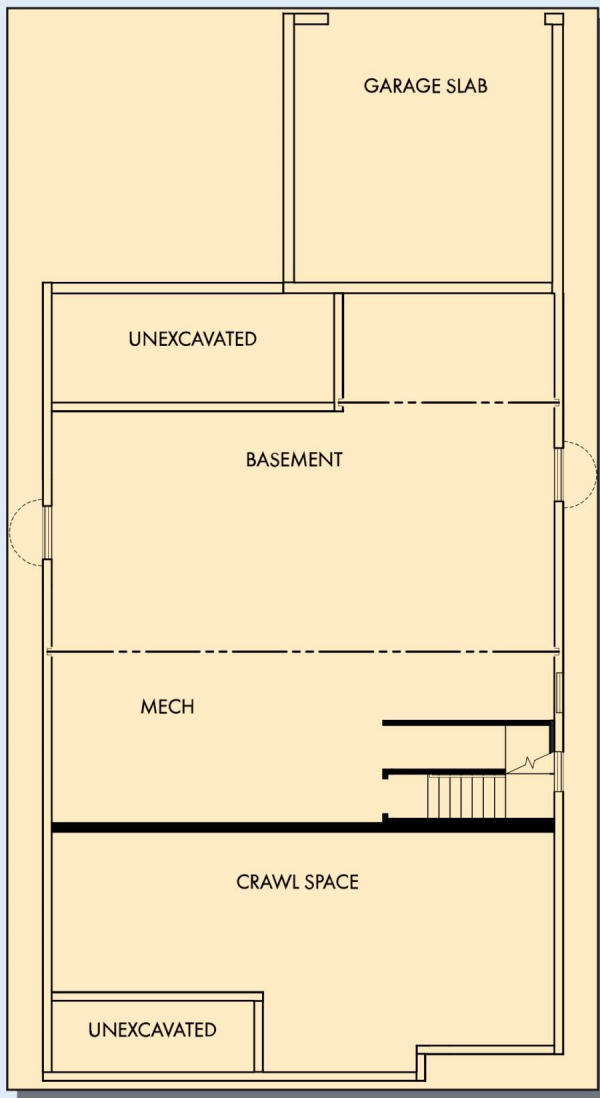 GARAGE SLAB
UNEXCAVATED
BASEMENT
MECH
CRAWL SPACE
UNEXCAVATED